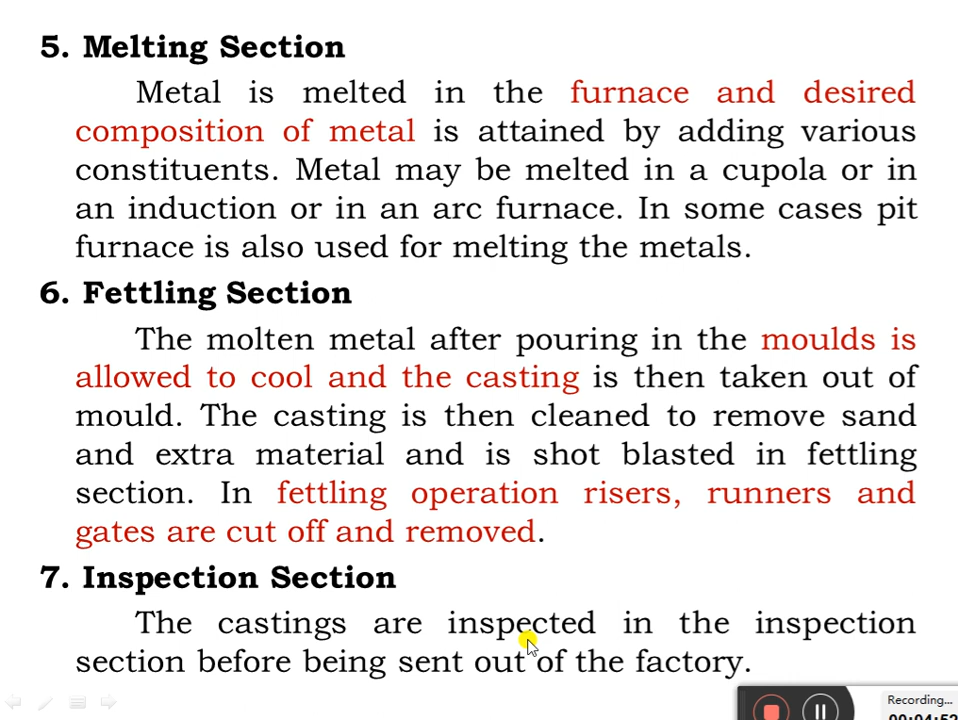 5. Melting Section
Metal is melted in the furnace and desired
composition of metal is attained by adding various
constituents. Metal may be melted in a cupola or in
an induction or in an arc furnace. In some cases pit
furnace is also used for melting the metals.
6. Fettling Section
The molten metal after pouring in the moulds is
allowed to cool and the casting is then taken out of
mould. The casting is then cleaned to remove sand
and extra material and is shot blasted in fettling
section. In fettling operation risers, runners and
gates are cut off and removed.
7. Inspection Section
The castings are inspected in the inspection
section before being sent out of the factory.
Recording...
00:04:52